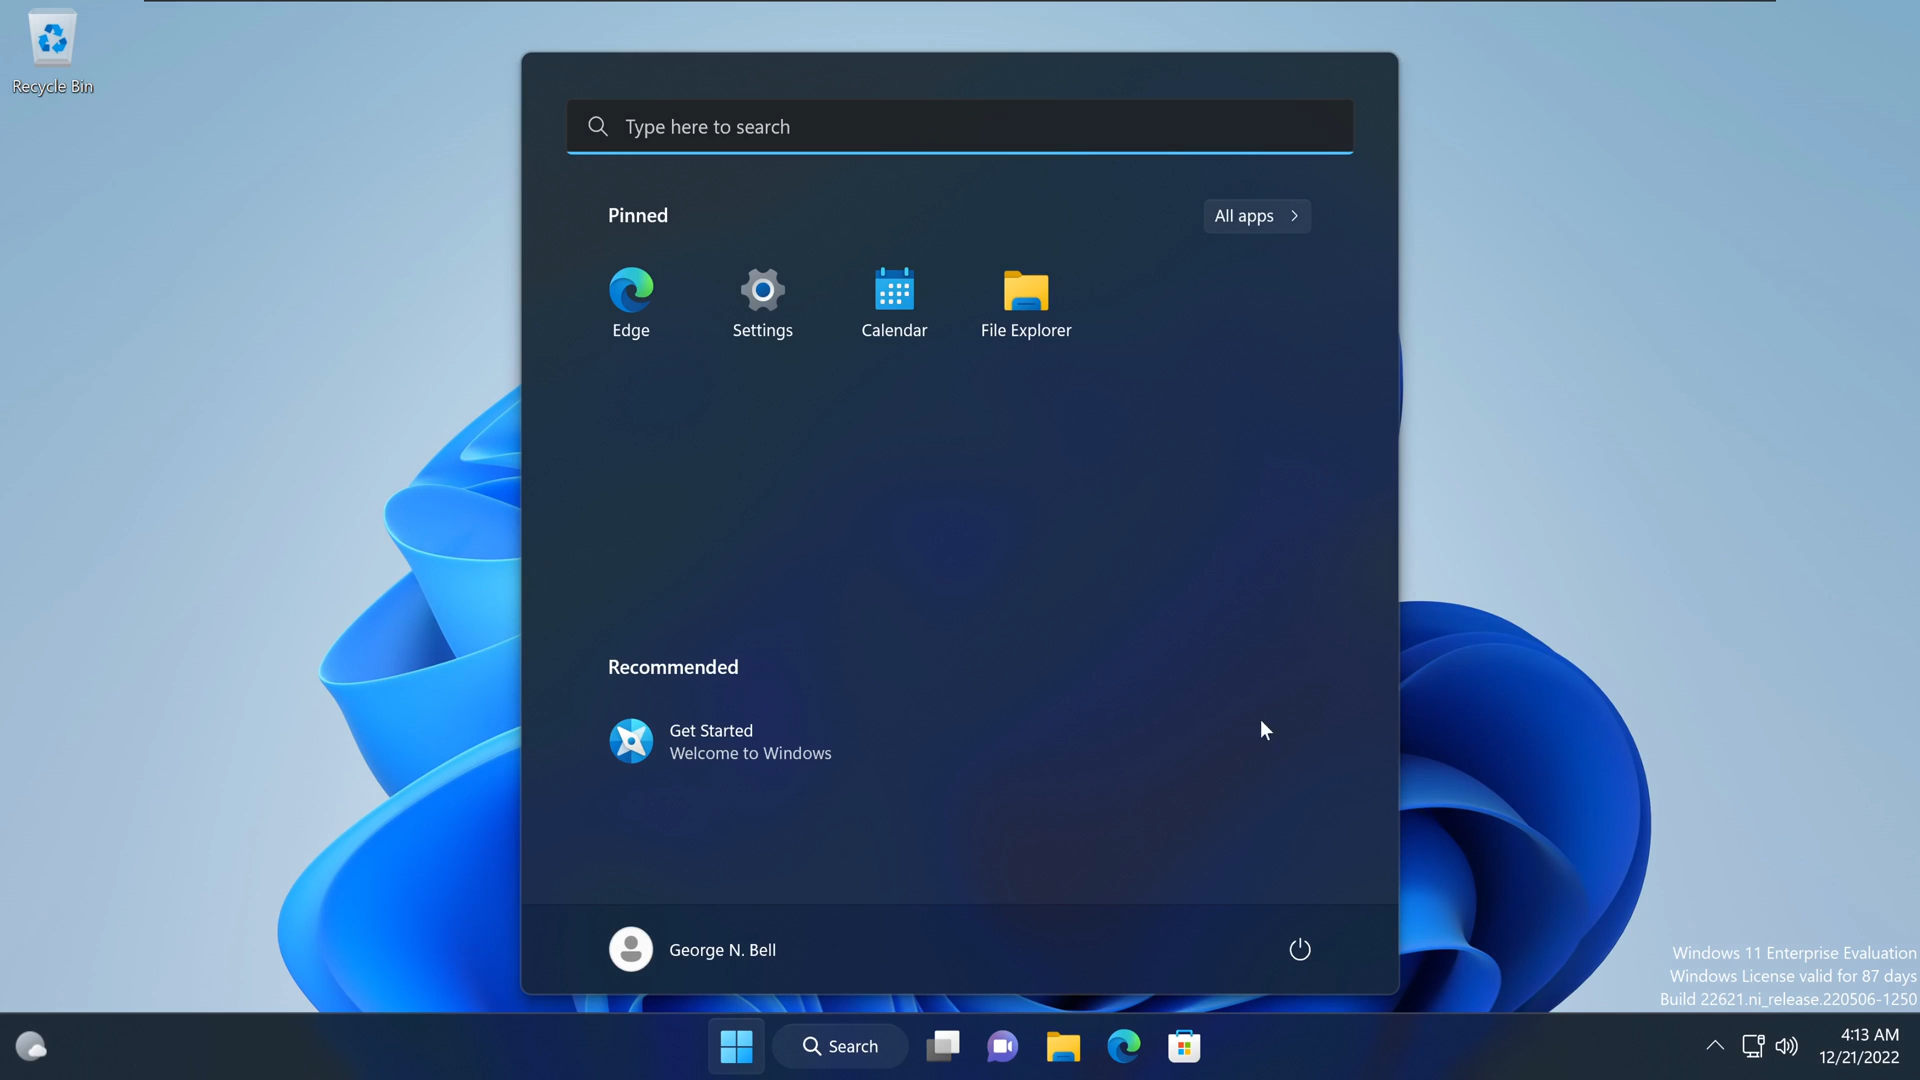 Recycle Bin
Type here to search
Pinned
All apps
Edge
Settings
Calendar
File Explorer
Recommended
Get Started
Welcome to Windows
George N. Bell
Windows 11 Enterprise Evaluation
Windows License valid for 87 days
Build 22621.ni_release.220506-1250
Search
4:13 AM
12/21/2022